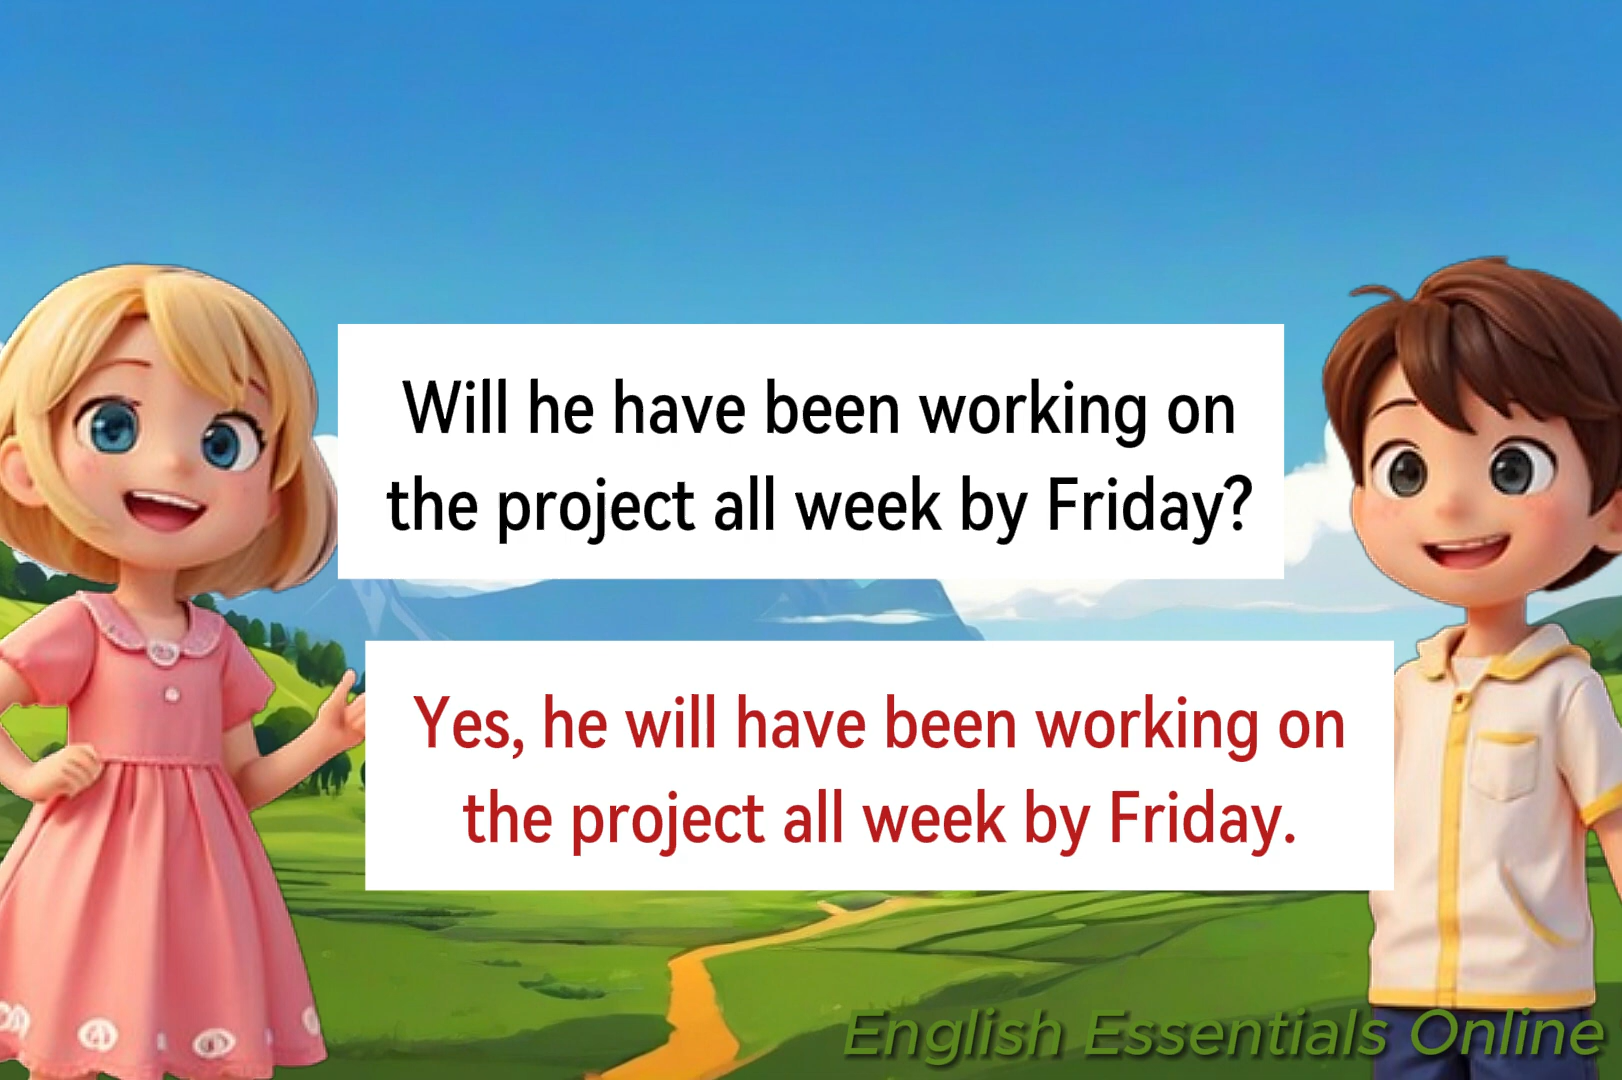 Will he have been working on
the project all week by Friday?
Yes, he will have been working on
the project all week by Friday.
English Essentials Online